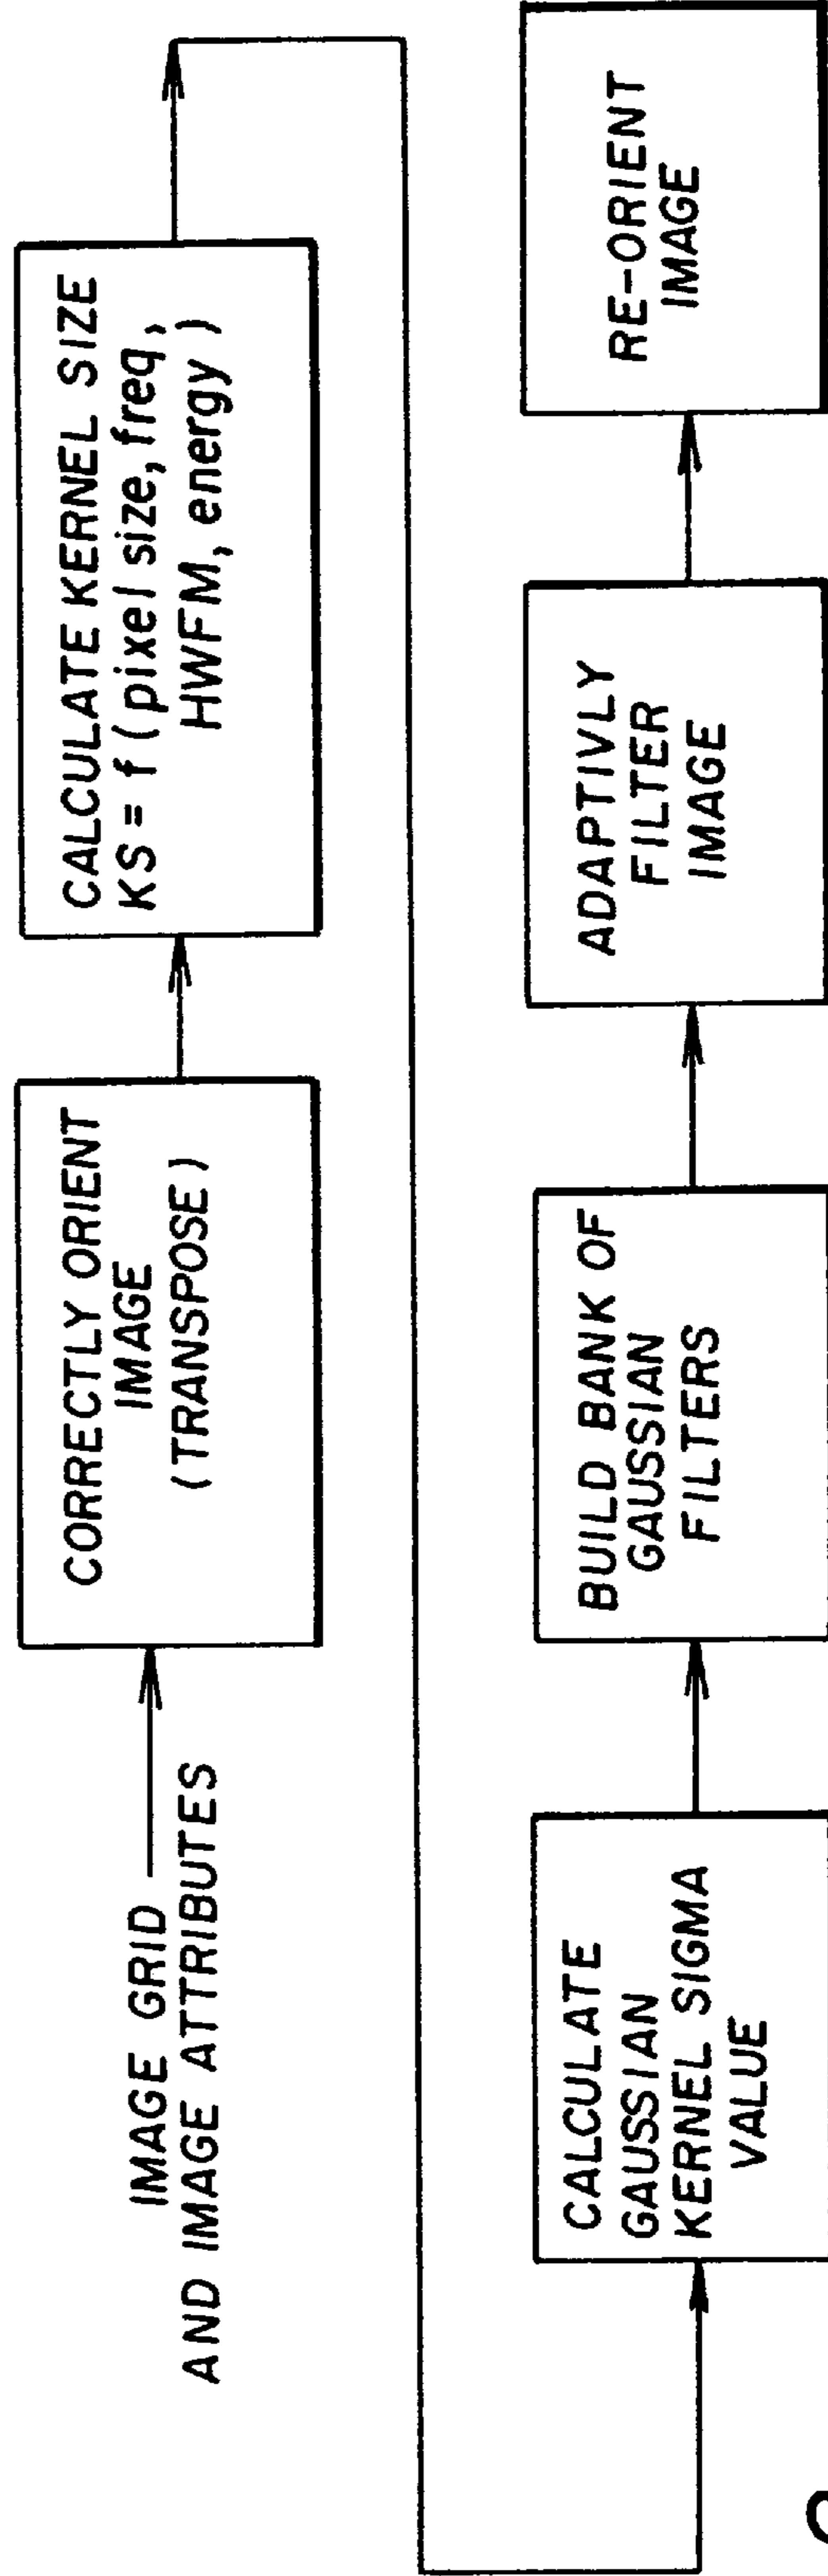 IMAGE GRID
AND IMAGE ATTRIBUTES
CORRECTLY ORIENT
IMAGE
(TRANSPOSE)
CALCULATE KERNEL SIZE
KS = f (pixel size, freq,
HWFM, energy)
CALCULATE
GAUSSIAN
KERNEL SIGMA
VALUE
BUILD BANK OF
GAUSSIAN
FILTERS
ADAPTIVLY
FILTER
IMAGE
RE-ORIENT
IMAGE